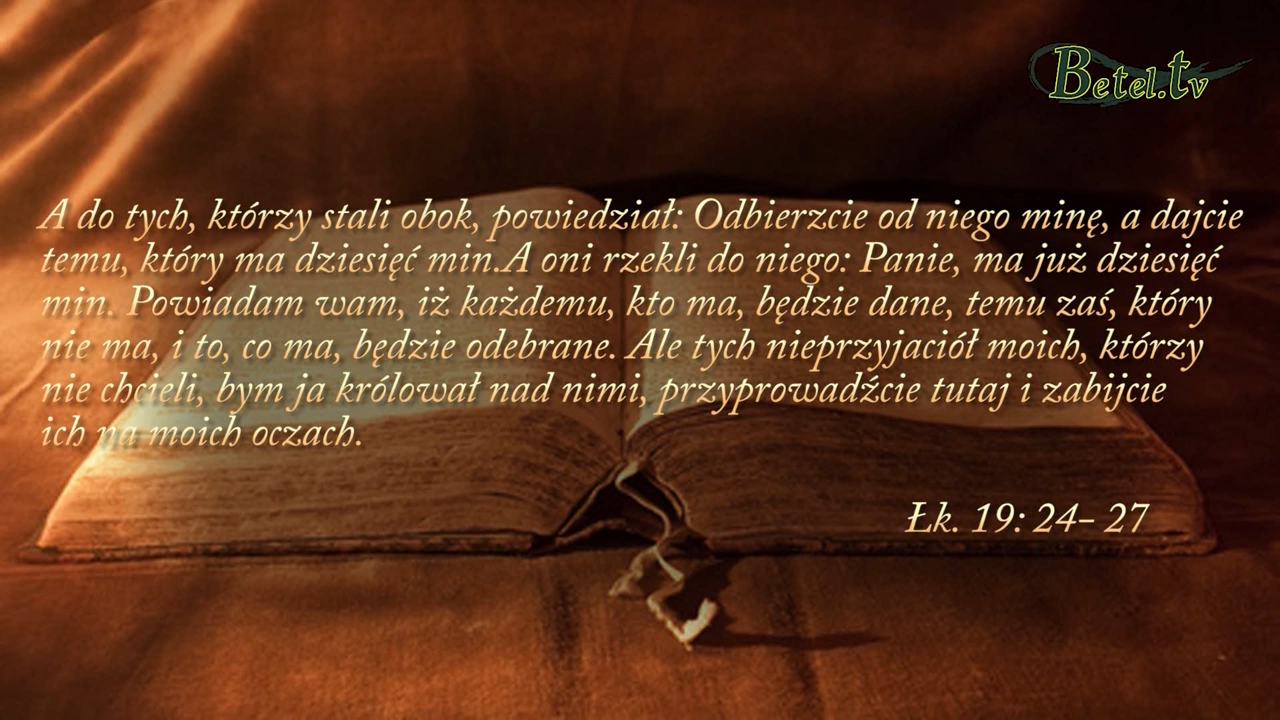 Betel.tv
A do tych, którzy stali obok, powiedział: Odbierzcie od niego minę, a dajcie
temu, który ma dziesięć min.A oni rzekli do niego: Panie, ma już dziesięć
min. Powiadam wam, iż każdemu, kto ma, będzie dane, temu zaś, który
nie ma, i to, co ma, będzie odebrane. Ale tych nieprzyjaciół moich, którzy
nie chcieli, bym ja królował nad nimi, przyprowadźcie tutaj i zabijcie
ich na moich oczach.
Łk. 19: 24- 27